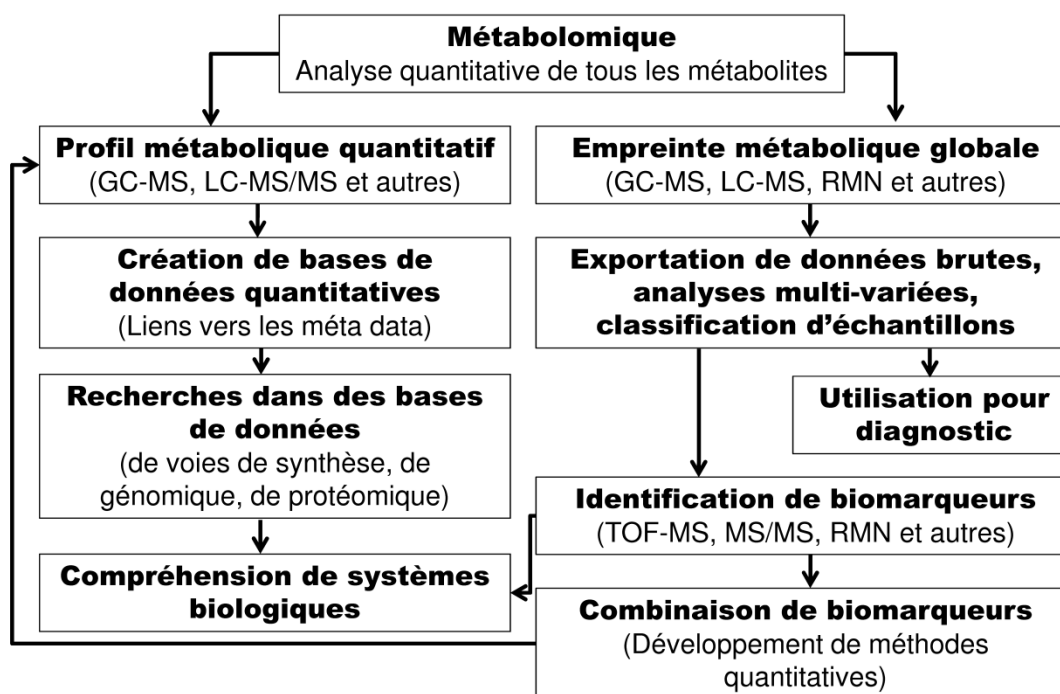 Métabolomique
Analyse quantitative de tous les métabolites
Profil métabolique quantitatif
(GC-MS, LC-MS/MS et autres)
Création de bases de
données quantitatives
(Liens vers les méta data)
Recherches dans des bases
de données
(de voies de synthèse, de
génomique, de protéomique)
Compréhension de systèmes
biologiques
Empreinte métabolique globale
(GC-MS, LC-MS, RMN et autres)
Exportation de données brutes,
analyses multi-variées,
classification d'échantillons
Utilisation pour
diagnostic
Identification de biomarqueurs
(TOF-MS, MS/MS, RMN et autres)
Combinaison de biomarqueurs
(Développement de méthodes
quantitatives)